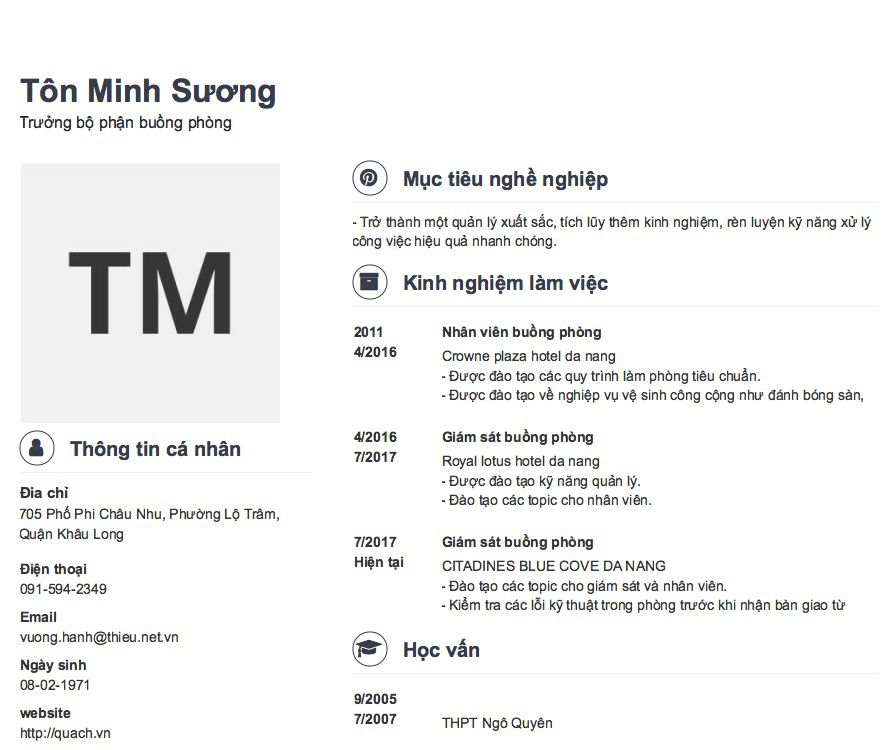 Tôn Minh Sương
Trưởng bộ phận buồng phòng
TM
Thông tin cá nhân
Đia chỉ
705 Phố Phi Châu Nhu, Phường Lộ Trâm,
Quận Khâu Long
Điện thoại
091-594-2349
Email
vuong.hanh@thieu.net.vn
Ngày sinh
08-02-1971
website
http://quach.vn
Mục tiêu nghề nghiệp
- Trở thành một quản lý xuất sắc, tích lũy thêm kinh nghiệm, rèn luyện kỹ năng xử lý
công việc hiệu quả nhanh chóng.
Kinh nghiệm làm việc
2011 Nhân viên buồng phòng
4/2016 Crowne plaza hotel da nang
- Được đào tạo các quy trình làm phòng tiêu chuẩn.
- Được đào tạo về nghiệp vụ vệ sinh công cộng như đánh bóng sàn,
4/2016 Giám sát buồng phòng
7/2017 Royal lotus hotel da nang
- Được đào tạo kỹ năng quản lý.
- Đào tạo các topic cho nhân viên.
7/2017 Giám sát buồng phòng
Hiện tại CITADINES BLUE COVE DA NANG
- Đào tạo các topic cho giám sát và nhân viên.
- Kiểm tra các lỗi kỹ thuật trong phòng trước khi nhận bàn giao từ
Học vấn
9/2005
7/2007 THPT Ngô Quyên